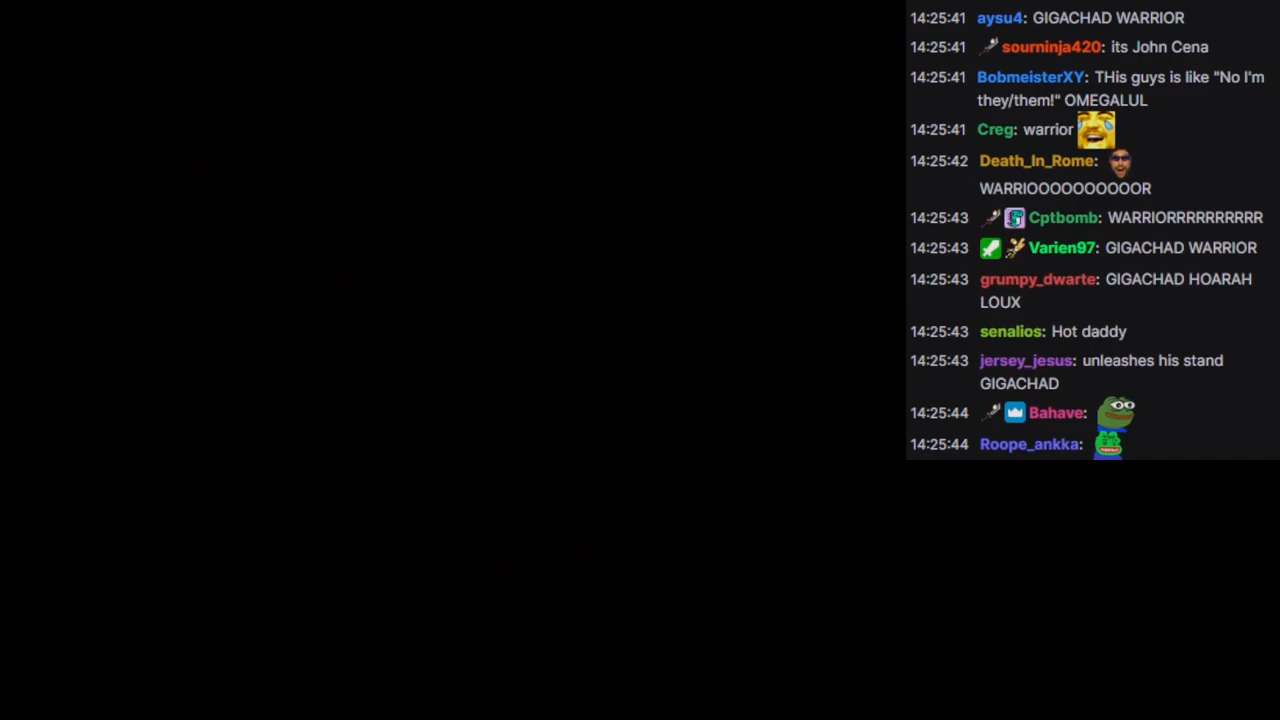 14:25:41 aysu4: GIGACHAD WARRIOR
14:25:41 sourninja420: its John Cena
14:25:41 BobmeisterXY: THis guys is like "No I'm
they/them!" OMEGALUL
14:25:41 Creg: warrior
14:25:42 Death_In_Rome:
WARRIOOOOOOOOOOR
14:25:43 Cptbomb: WARRIORRRRRRRRRR
14:25:43 Varien97: GIGACHAD WARRIOR
14:25:43 grumpy_dwarte: GIGACHAD HOARAH
LOUX
14:25:43 senalios: Hot daddy
14:25:43 jersey_jesus: unleashes his stand
GIGACHAD
14:25:44 Bahave:
14:25:44 Roope_ankka: